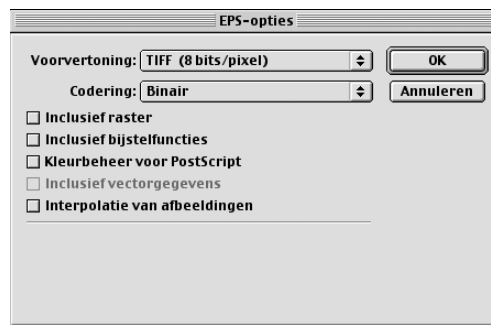 EPS-opties
Voorvertoning: TIFF (8 bits/pixel) OK
Codering: Binair Annuleren
Inclusief raster
Inclusief bijstelfuncties
Kleurbeheer voor PostScript
Inclusief vectorgegevens
Interpolatie van afbeeldingen